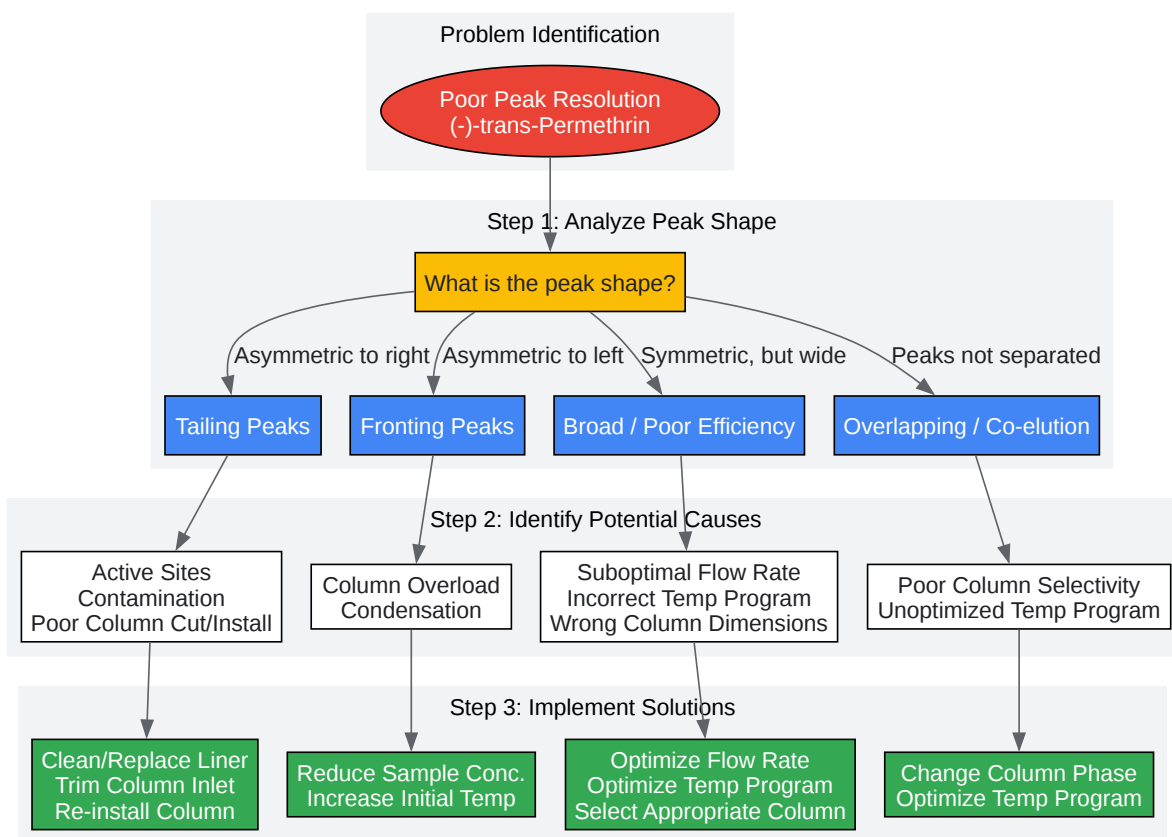 Problem Identification
Poor Peak Resolution
(-)-trans-Permethrin
Step 1: Analyze Peak Shape
What is the peak shape?
Asymmetric to right
Asymmetric to left
Symmetric, but wide
Peaks not separated
Tailing Peaks
Fronting Peaks
Broad / Poor Efficiency
Overlapping / Co-elution
Step 2: Identify Potential Causes
Active Sites
Contamination
Poor Column Cut/Install
Column Overload
Condensation
Suboptimal Flow Rate
Incorrect Temp Program
Wrong Column Dimensions
Poor Column Selectivity
Unoptimized Temp Program
Step 3: Implement Solutions
Clean/Replace Liner
Trim Column Inlet
Re-install Column
Reduce Sample Conc.
Increase Initial Temp
Optimize Flow Rate
Optimize Temp Program
Select Appropriate Column
Change Column Phase
Optimize Temp Program